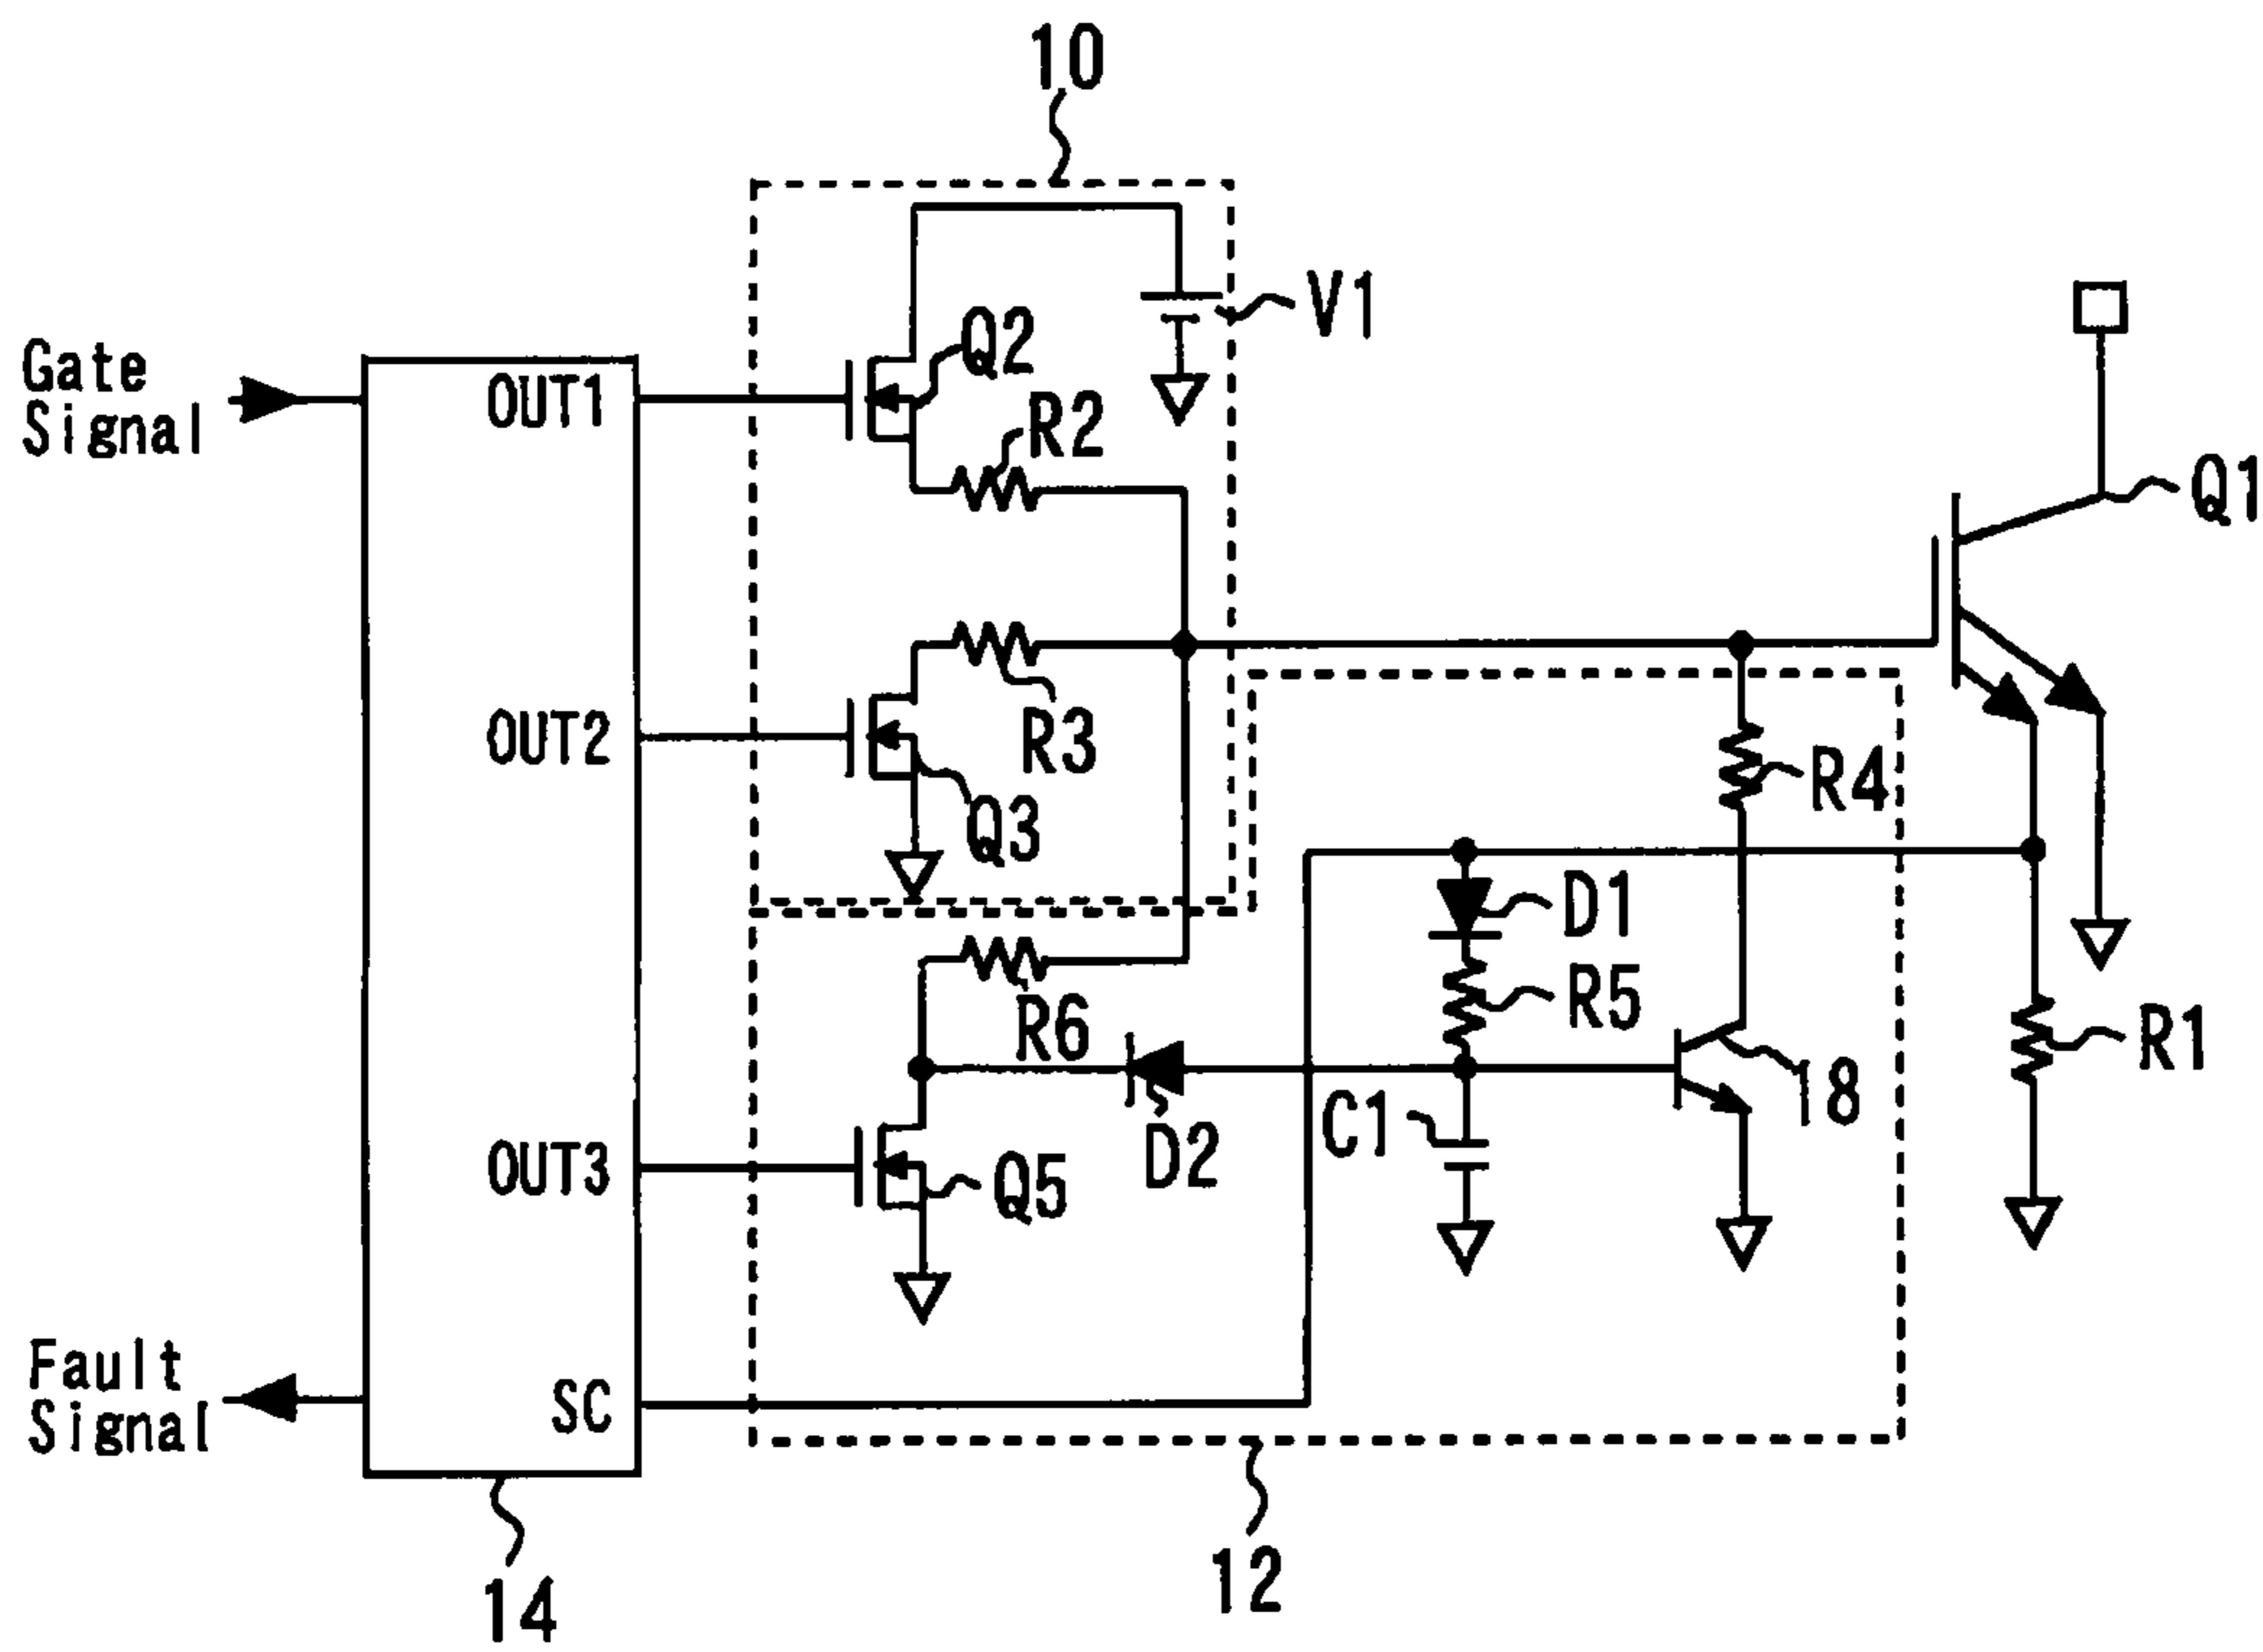 10
V1
Q2
Gate
Signal
OUT1
R2
Q1
R3
OUT2
R4
Q3
D1
R5
R6
R1
18
C1
D2
OUT3
Q5
Fault
Signal
SC
12
14